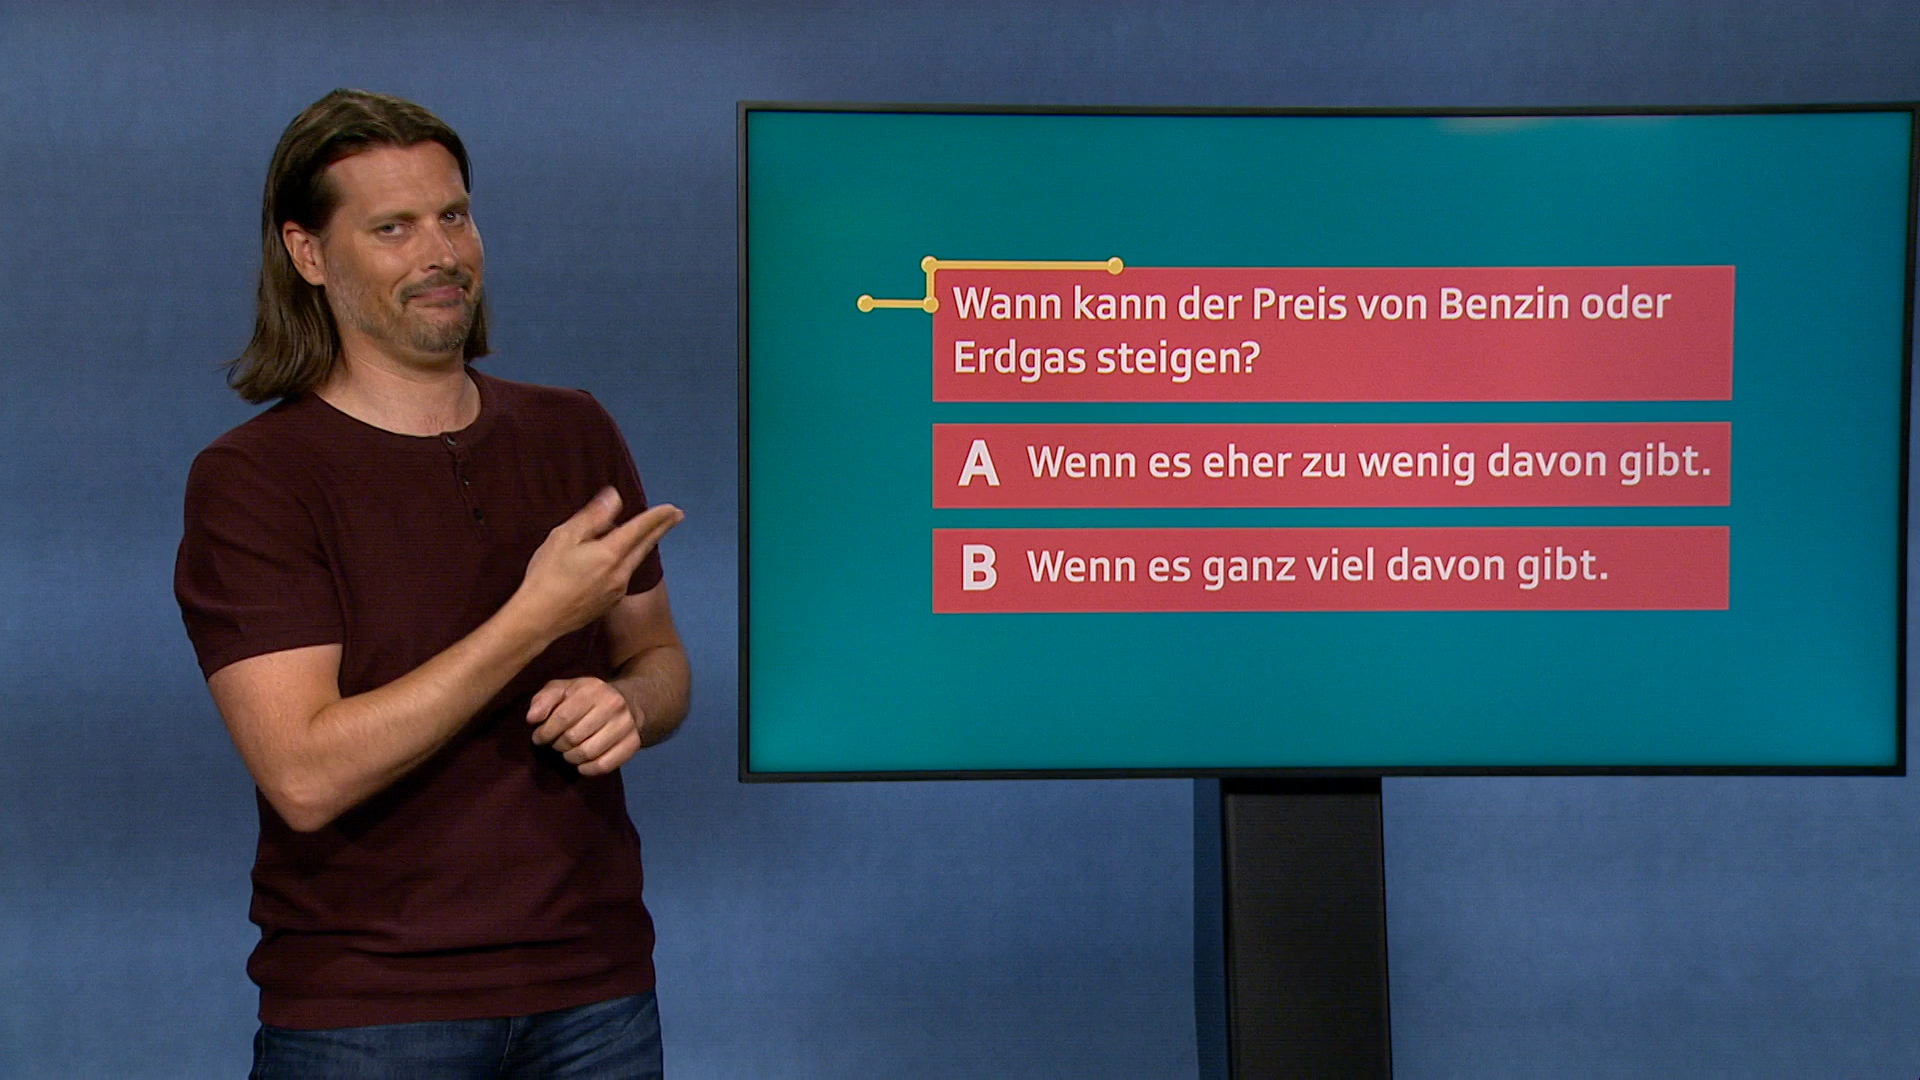 Wann kann der Preis von Benzin oder
Erdgas steigen?
A Wenn es eher zu wenig davon gibt.
B Wenn es ganz viel davon gibt.